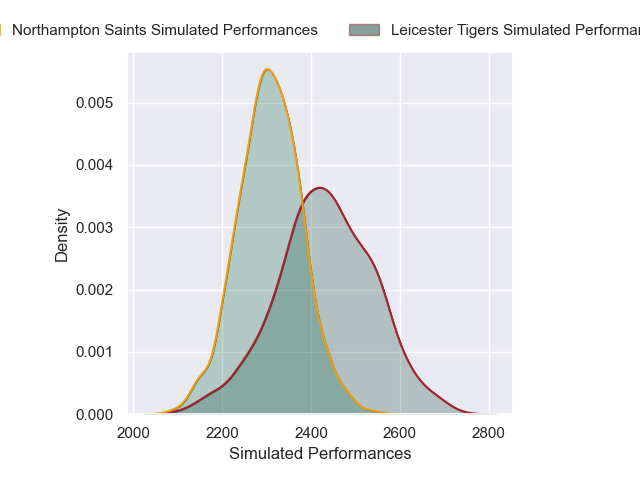 Northampton Saints Simulated Performances
Leicester Tigers Simulated
0.005
0.004
0.003
0.002
0.001
0.000
Density
2000 2200 2400 2600 2800
Simulated Performances